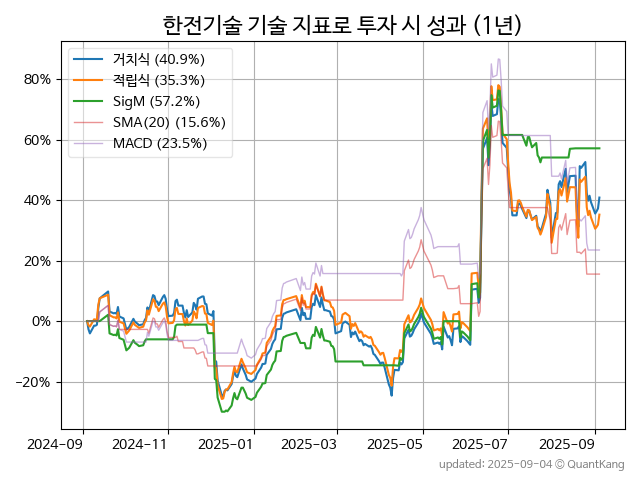 한전기술 기술 지표로 투자 시 성과 (1년)
거치식 (40.9%)
적립식 (35.3%)
SigM (57.2%)
SMA(20) (15.6%)
MACD (23.5%)
80%
60%
40%
20%
0%
−20%
2024-09 2024-11 2025-01 2025-03 2025-05 2025-07 2025-09
updated: 2025-09-04 © QuantKang